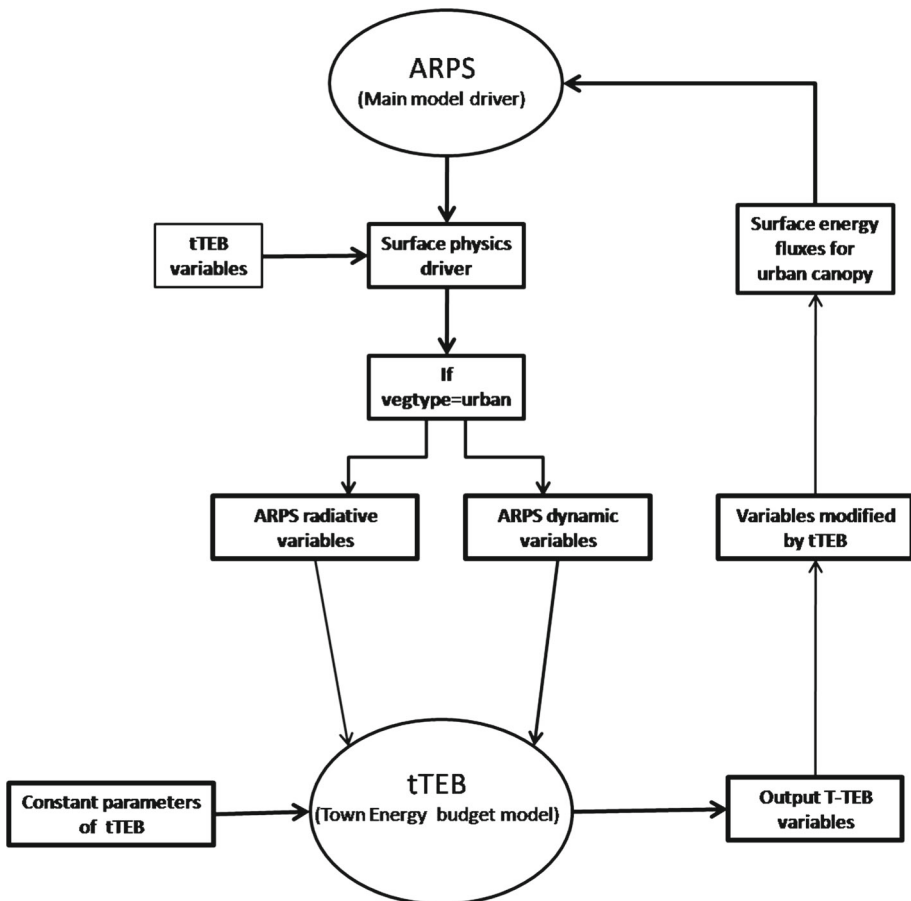 ARPS
(Main model driver)
tTEB
variables
Surface physics
driver
Surface energy
fluxes for
urban canopy
If
vegtype=urban
ARPS radiative
variables
ARPS dynamic
variables
Variables modified
by tTEB
Constant parameters
of tTEB
tTEB
(Town Energy budget model)
Output T-TEB
variables